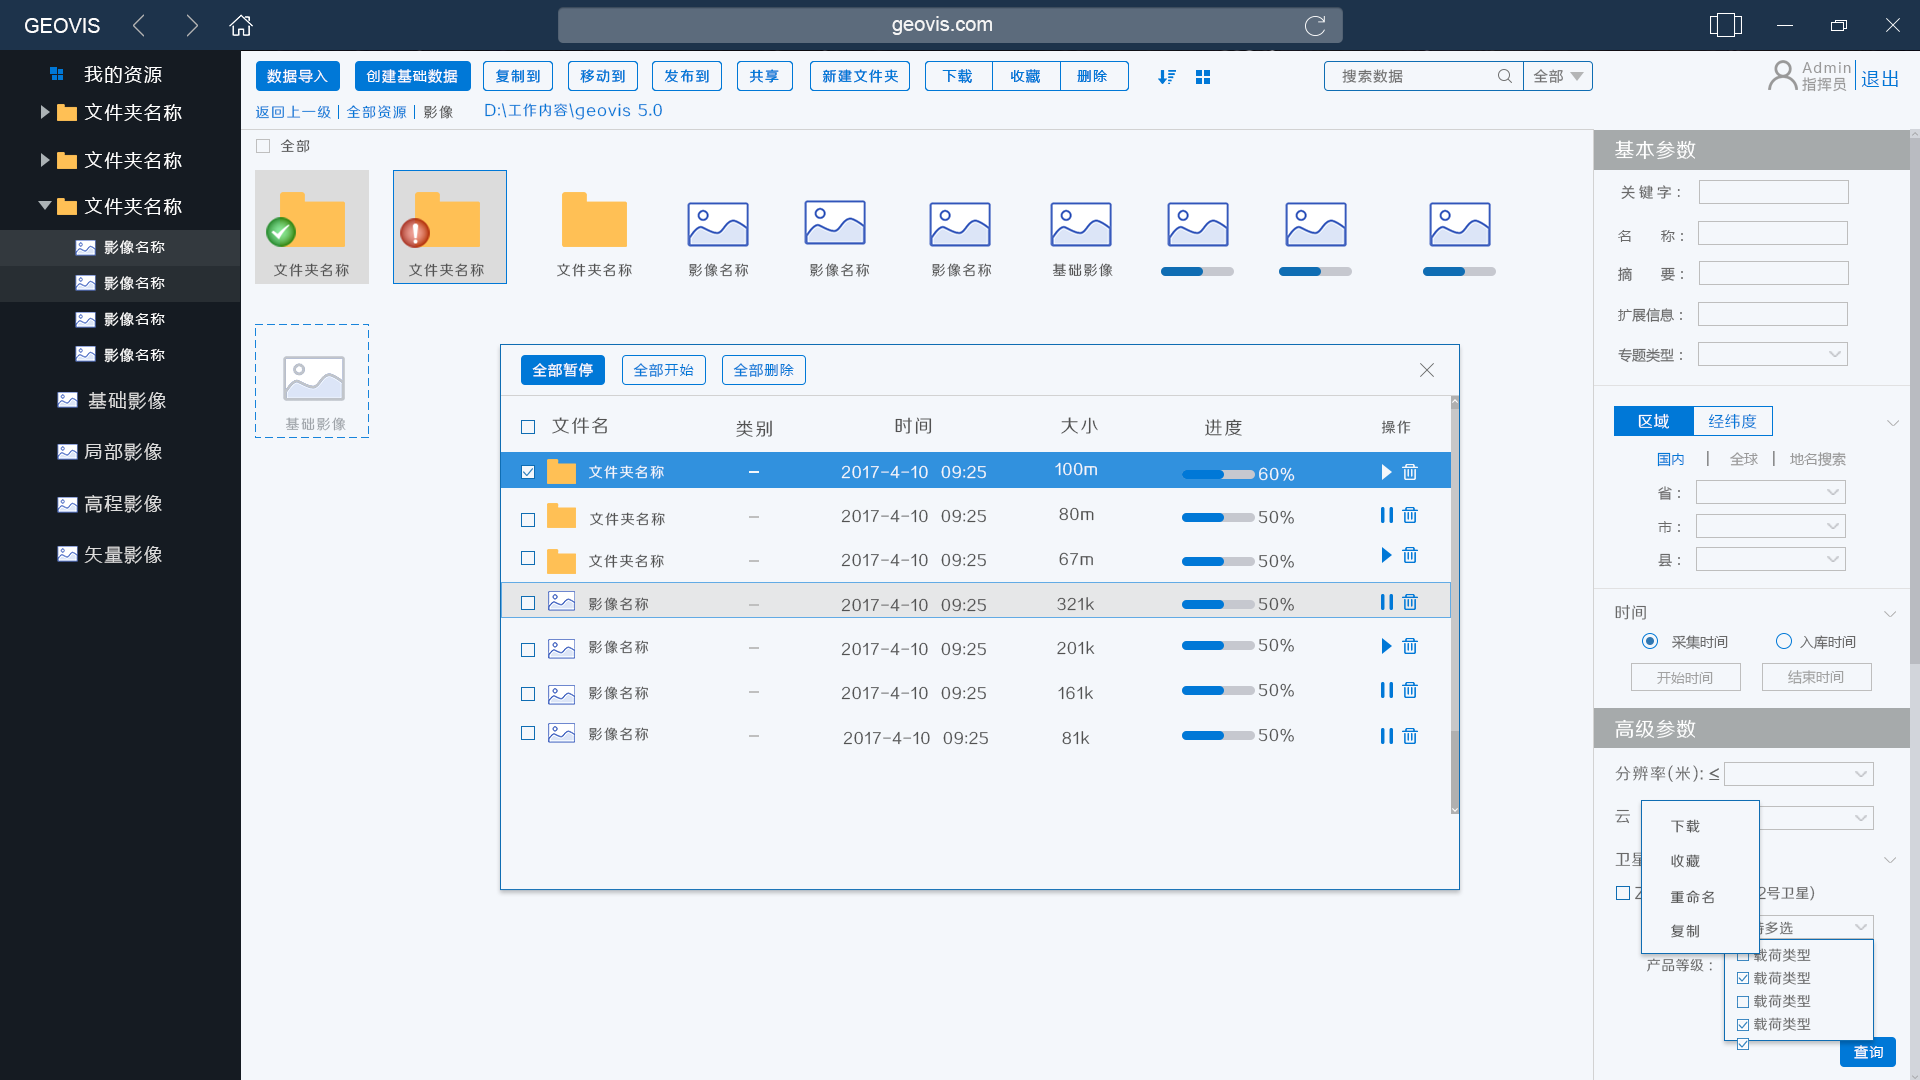 GEOVIS
geovis.com
我的资源
文件夹名称
文件夹名称
文件夹名称
影像名称
影像名称
影像名称
影像名称
基础影像
局部影像
高程影像
矢量影像
数据导入 创建基础数据 复制到 移动到 发布到 共享 新建文件夹 下载 收藏 删除
搜索数据 全部
Admin
指挥员
退出
返回上一级 | 全部资源 | 影像 D:\工作内容\geovis 5.0
全部
文件夹名称 文件夹名称 文件夹名称 影像名称 影像名称 影像名称 基础影像
基础影像
全部暂停 全部开始 全部删除
文件名 类别 时间 大小 进度 操作
文件夹名称 – 2017-4-10 09:25 100m 60%
文件夹名称 – 2017-4-10 09:25 80m 50%
文件夹名称 – 2017-4-10 09:25 67m 50%
影像名称 – 2017-4-10 09:25 321k 50%
影像名称 – 2017-4-10 09:25 201k 50%
影像名称 – 2017-4-10 09:25 161k 50%
影像名称 – 2017-4-10 09:25 81k 50%
基本参数
关键字：
名 称：
摘 要：
扩展信息：
专题类型：
区域 经纬度
国内 | 全球 | 地名搜索
省：
市：
县：
时间
采集时间 入库时间
开始时间 结束时间
高级参数
分辨率(米): ≤
云
卫星
2号卫星)
多选
产品等级：
下载
收藏
重命名
复制
载荷类型
载荷类型
载荷类型
载荷类型
查询